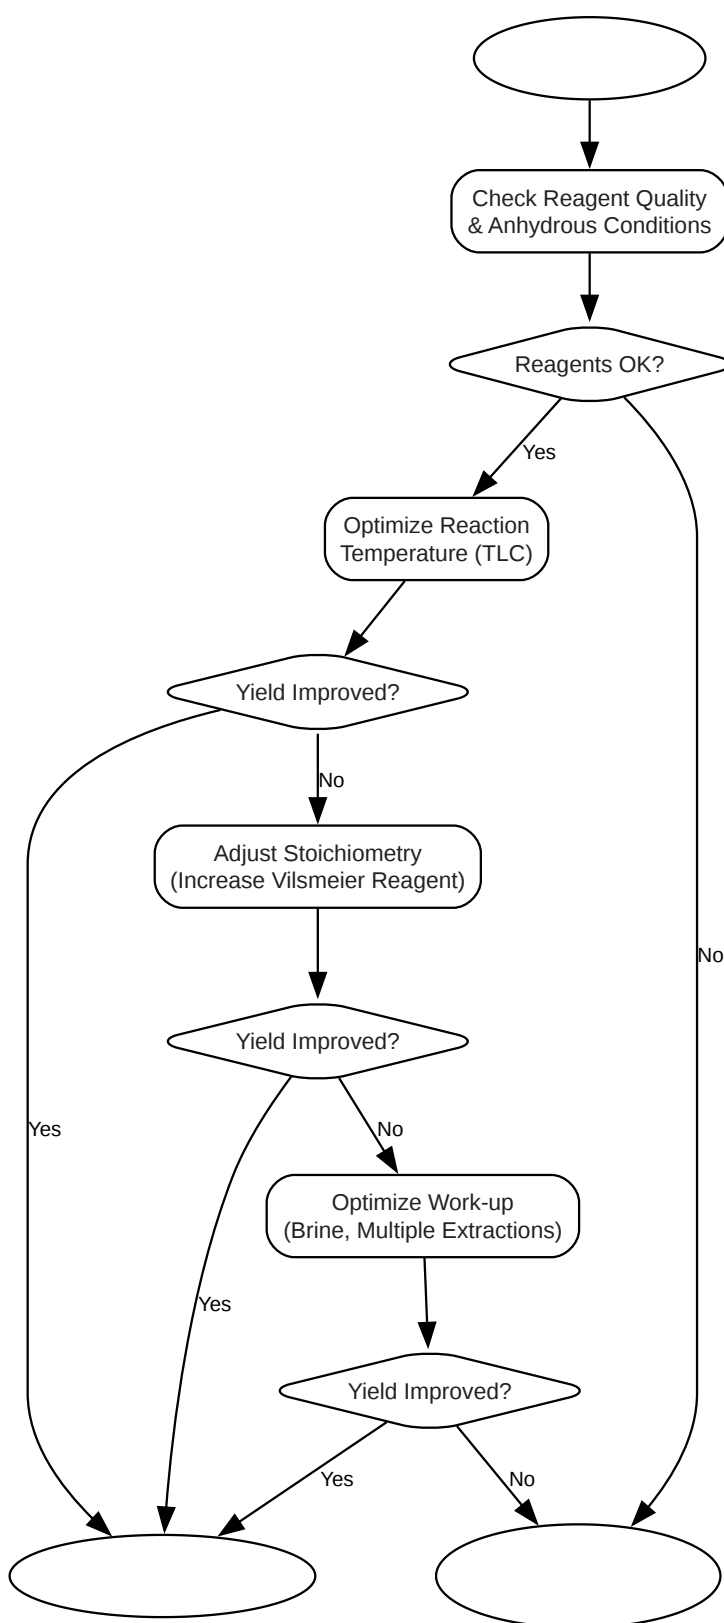 Check Reagent Quality
& Anhydrous Conditions
Reagents OK?
Yes
Optimize Reaction
Temperature (TLC)
Yield Improved?
No
Adjust Stoichiometry
(Increase Vilsmeier Reagent)
No
Yield Improved?
Yes
No
Optimize Work-up
(Brine, Multiple Extractions)
Yes
Yield Improved?
Yes
No